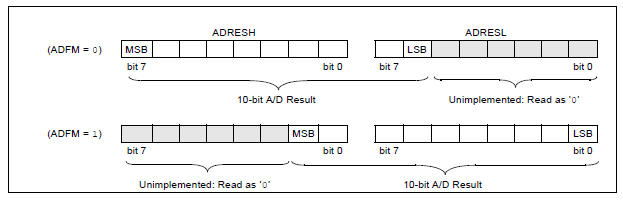 ADRESH ADRESL
(ADFM = 0) MSB LSB
bit 7 bit 0 bit 7 bit 0
10-bit A/D Result Unimplemented: Read as ‘0’
(ADFM = 1) MSB LSB
bit 7 bit 0 bit 7 bit 0
Unimplemented: Read as ‘0’ 10-bit A/D Result